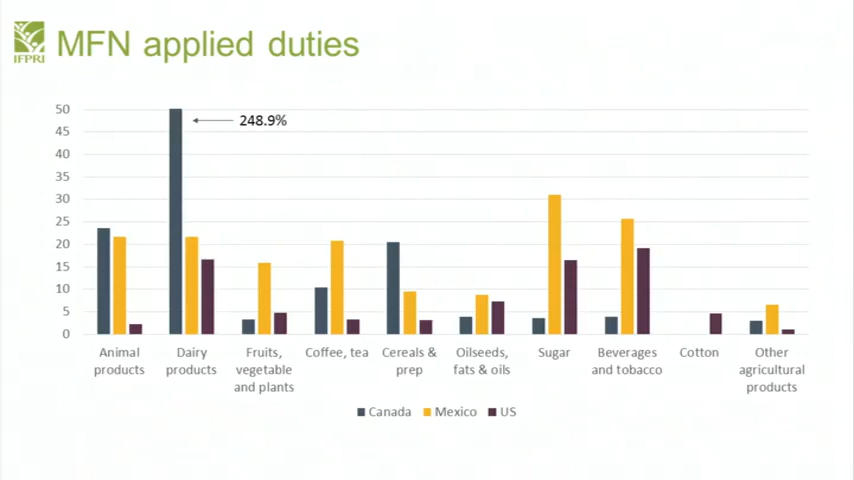 IFPRI
MFN applied duties
50
45
40
35
30
25
20
15
10
5
0
248.9%
Animal products
Dairy products
Fruits, vegetable and plants
Coffee, tea
Cereals & prep
Oilseeds, fats & oils
Sugar
Beverages and tobacco
Cotton
Other agricultural products
Canada Mexico US